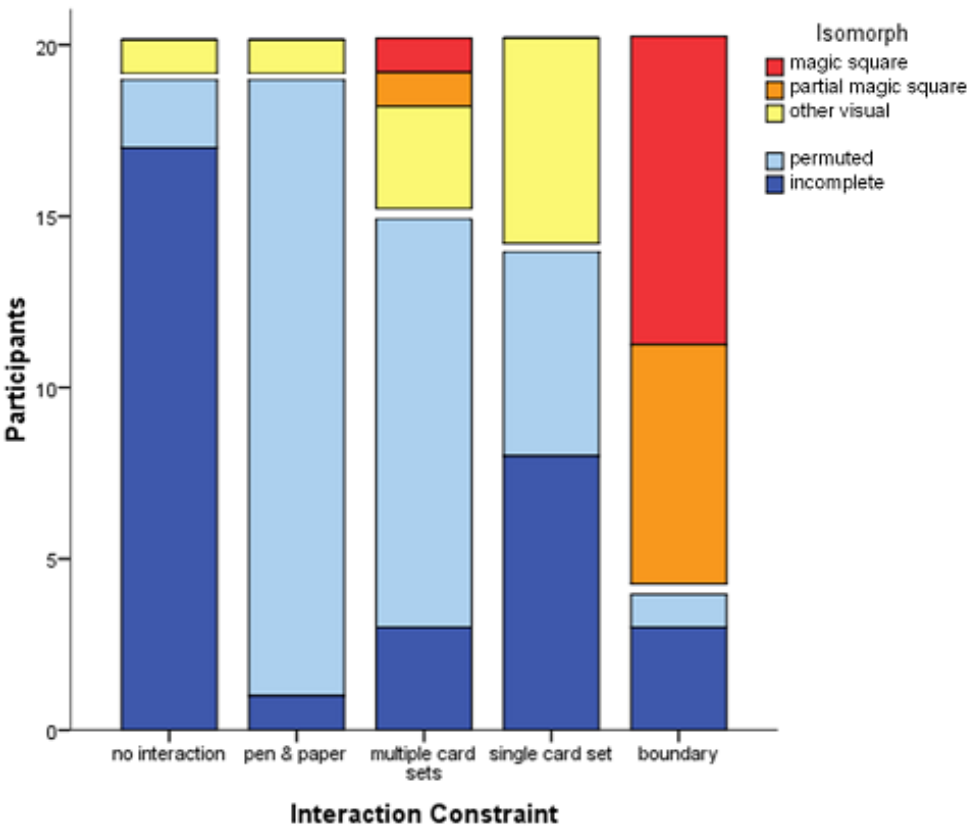 Isomorph
magic square
partial magic square
other visual
permuted
incomplete
Participants
20
15
10
5
0
no interaction
pen & paper
multiple card
sets
single card set
boundary
Interaction Constraint